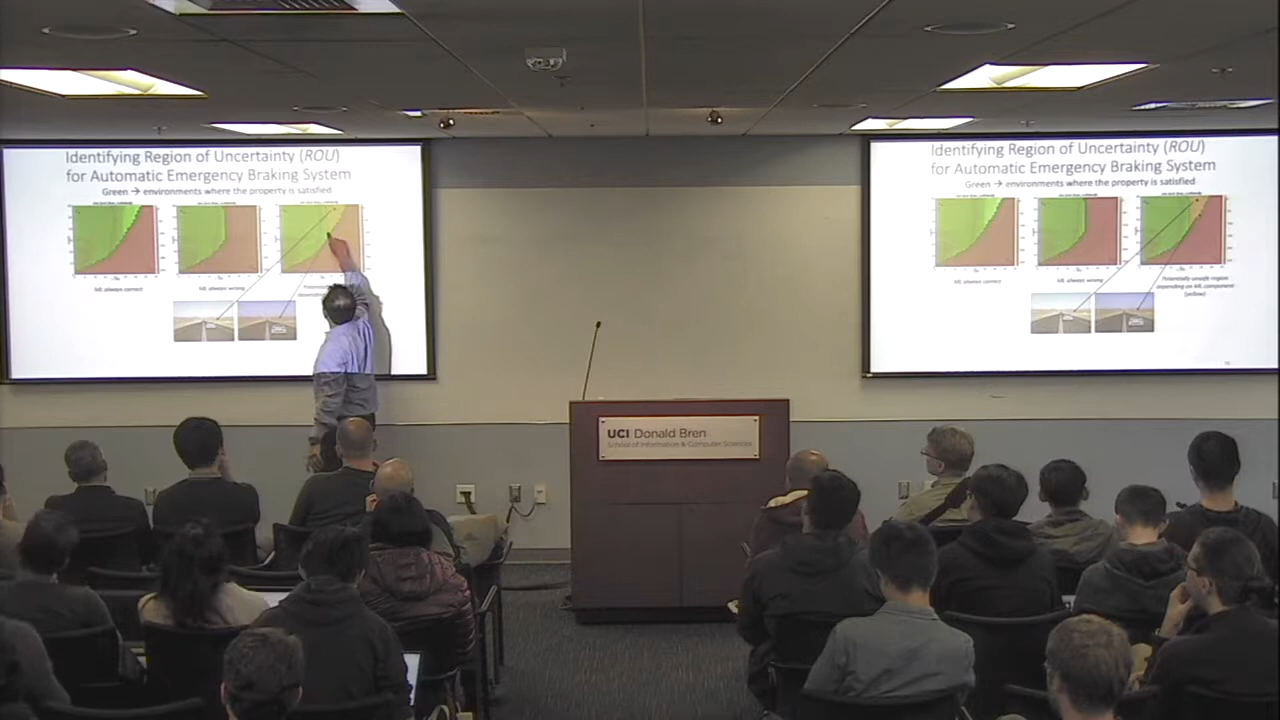 Identifying Region of Uncertainty (ROU)
for Automatic Emergency Braking System
Green → environments where the property is satisfied
ML always correct
ML always wrong
UCI Donald Bren
School of Information & Computer Sciences
Identifying Region of Uncertainty (ROU)
for Automatic Emergency Braking System
Green → environments where the property is satisfied
ML always correct
ML always wrong
Potentially unsafe region
depending on ML component
(yellow)